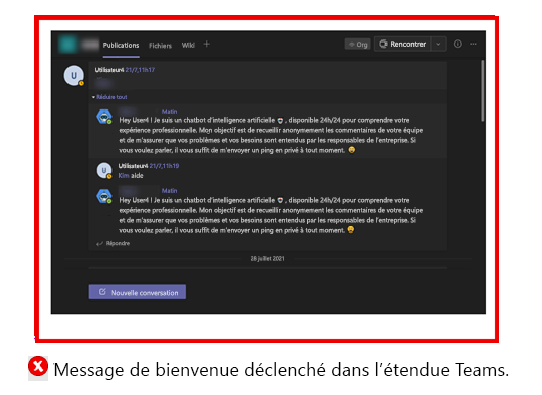 Publications Fichiers Wiki +
Org Rencontrer
U Utilisateur4 21/7,11h17
Réduire tout
Matin
Hey User4 ! Je suis un chatbot d'intelligence artificielle , disponible 24h/24 pour comprendre votre
expérience professionnelle. Mon objectif est de recueillir anonymement les commentaires de votre équipe
et de m'assurer que vos problèmes et vos besoins sont entendus par les responsables de l'entreprise. Si
vous voulez parler, il vous suffit de m'envoyer un ping en privé à tout moment.
U Utilisateur4 21/7,11h19
Kim aide
Matin
Hey User4 ! Je suis un chatbot d'intelligence artificielle , disponible 24h/24 pour comprendre votre
expérience professionnelle. Mon objectif est de recueillir anonymement les commentaires de votre équipe
et de m'assurer que vos problèmes et vos besoins sont entendus par les responsables de l'entreprise. Si
vous voulez parler, il vous suffit de m'envoyer un ping en privé à tout moment.
Répondre
28 juillet 2021
Nouvelle conversation
Message de bienvenue déclenché dans l'étendue Teams.